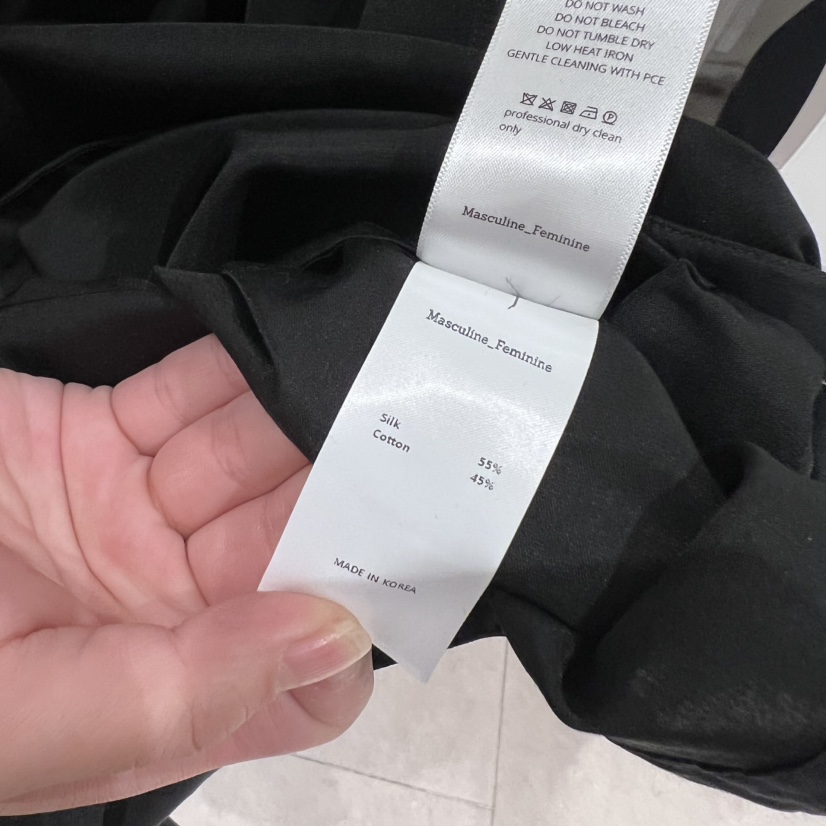 DO NOT WASH
DO NOT BLEACH
DO NOT TUMBLE DRY
LOW HEAT IRON
GENTLE CLEANING WITH PCE
P
professional dry clean
only
Masculine_Feminine
Masculine_Feminine
Silk 55%
Cotton 45%
MADE IN KOREA